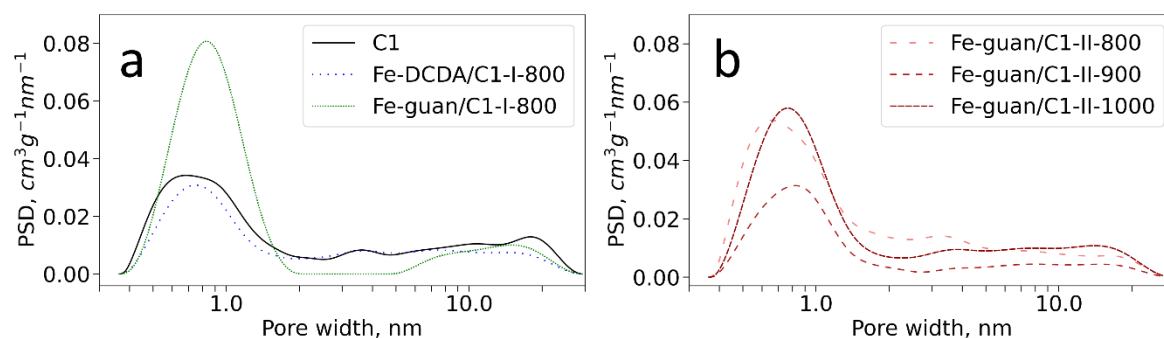 a
PSD, cm³g⁻¹nm⁻¹
0.08
0.06
0.04
0.02
0.00
C1
Fe-DCDA/C1-I-800
Fe-guan/C1-I-800
1.0
10.0
Pore width, nm
b
PSD, cm³g⁻¹nm⁻¹
0.08
0.06
0.04
0.02
0.00
Fe-guan/C1-II-800
Fe-guan/C1-II-900
Fe-guan/C1-II-1000
1.0
10.0
Pore width, nm